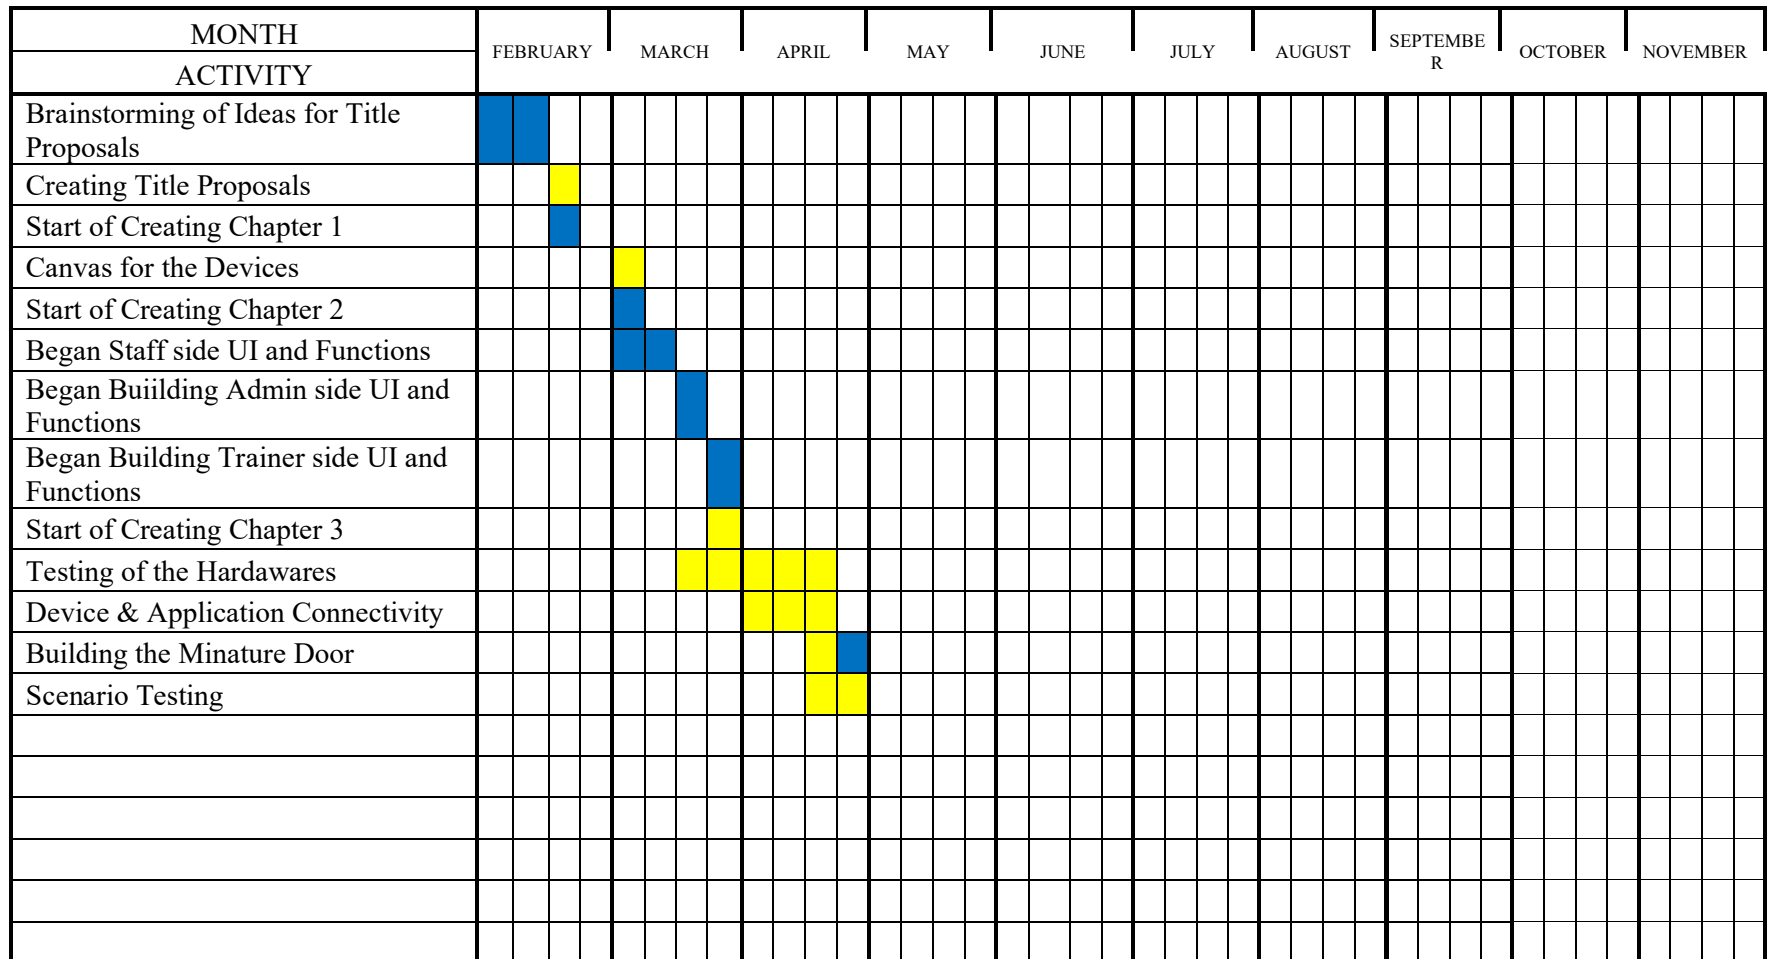 MONTH
FEBRUARY MARCH APRIL MAY JUNE JULY AUGUST SEPTEMBE
R OCTOBER NOVEMBER
ACTIVITY
Brainstorming of Ideas for Title
Proposals
Creating Title Proposals
Start of Creating Chapter 1
Canvas for the Devices
Start of Creating Chapter 2
Began Staff side UI and Functions
Began Buiilding Admin side UI and
Functions
Began Building Trainer side UI and
Functions
Start of Creating Chapter 3
Testing of the Hardawares
Device & Application Connectivity
Building the Minature Door
Scenario Testing